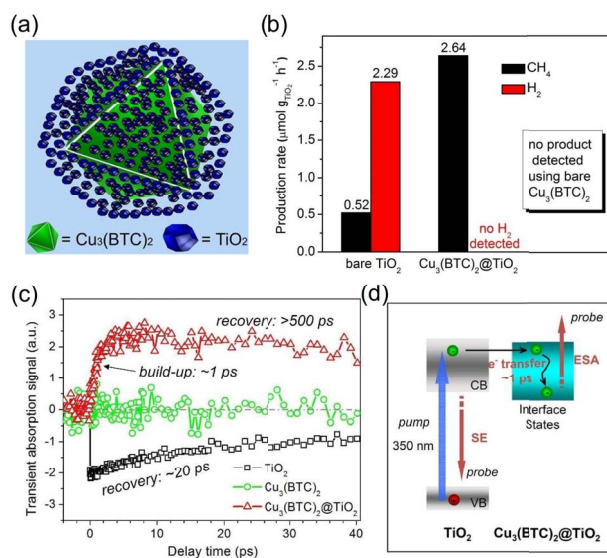 (a)
= Cu₃(BTC)₂ = TiO₂
(b)
Production rate (μmol g_TiO₂⁻¹ h⁻¹)
2.5
2.0
1.5
1.0
0.5
0.0
0.52
2.29
2.64
CH₄
H₂
no product
detected
using bare
Cu₃(BTC)₂
no H₂
detected
bare TiO₂ Cu₃(BTC)₂@TiO₂
(c)
Transient absorption signal (a.u.)
3
2
1
0
-1
-2
-3
recovery: >500 ps
build-up: ~1 ps
recovery: ~20 ps
TiO₂
Cu₃(BTC)₂
Cu₃(BTC)₂@TiO₂
0 10 20 30 40
Delay time (ps)
(d)
probe
ESA
e⁻ transfer
~1 ps
CB
Interface
States
pump
350 nm
SE
probe
VB
TiO₂ Cu₃(ETC)₂@TiO₂